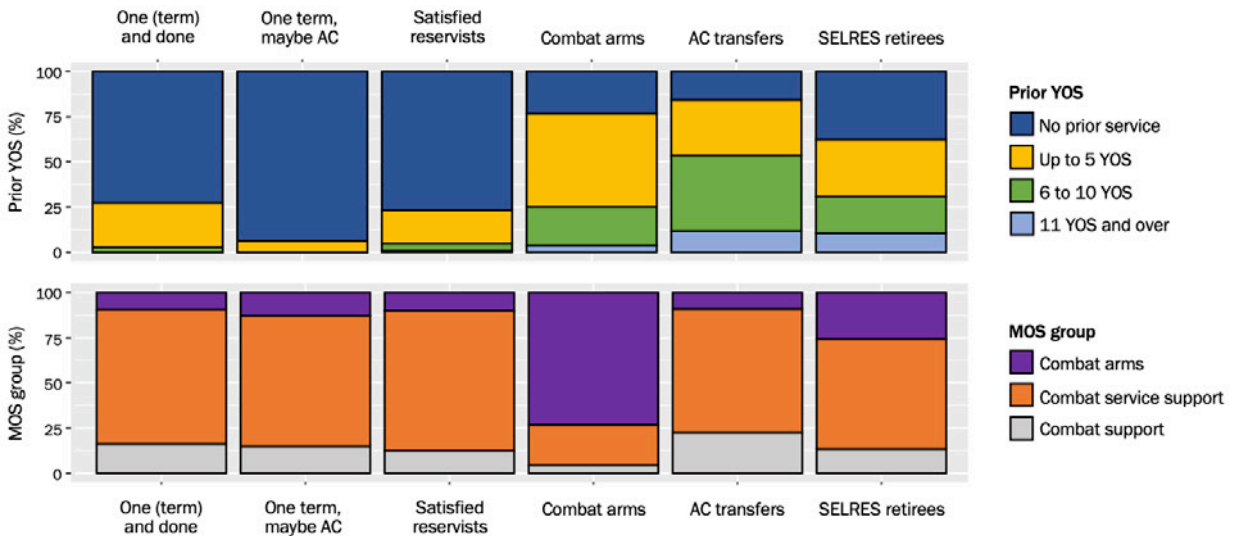 One (term)
and done
One term,
maybe AC
Satisfied
reservists
Combat arms
AC transfers
SELRES retirees
Prior YOS (%)
100
75
50
25
0
Prior YOS
No prior service
Up to 5 YOS
6 to 10 YOS
11 YOS and over
MOS group (%)
100
75
50
25
0
MOS group
Combat arms
Combat service support
Combat support
One (term)
and done
One term,
maybe AC
Satisfied
reservists
Combat arms
AC transfers
SELRES retirees